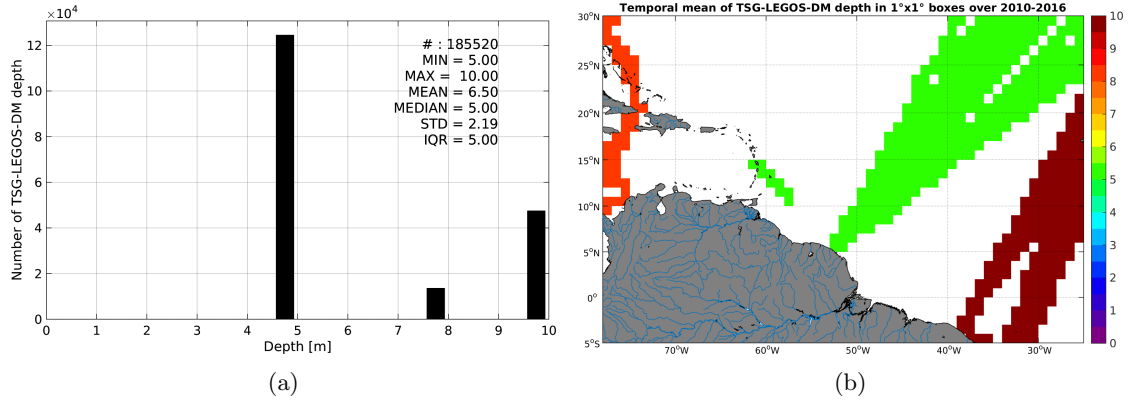 ×10⁴
12
10
8
6
4
2
0
0 1 2 3 4 5 6 7 8 9 10
Number of TSG-LEGOS-DM depth
Depth [m]
# : 185520
MIN = 5.00
MAX = 10.00
MEAN = 6.50
MEDIAN = 5.00
STD = 2.19
IQR = 5.00
(a)
Temporal mean of TSG-LEGOS-DM depth in 1°x1° boxes over 2010-2016
30°N
25°N
20°N
15°N
10°N
5°N
0°
5°S
70°W 60°W 50°W 40°W 30°W
10
9
8
7
6
5
4
3
2
1
0
(b)